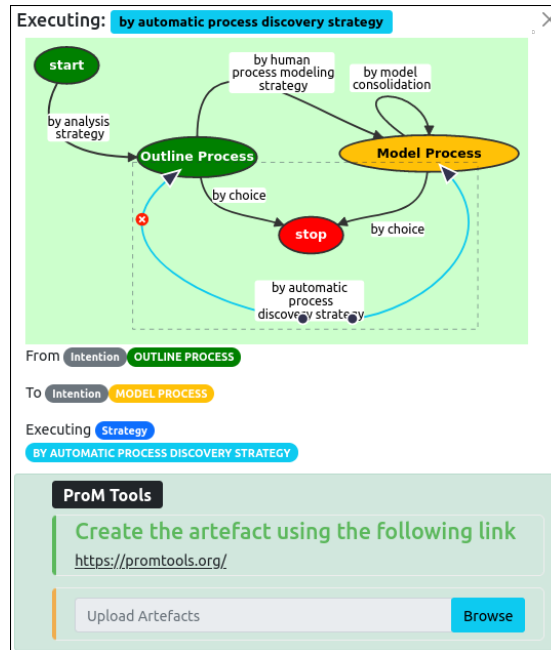 Executing: by automatic process discovery strategy
start
by human
process modeling
strategy
by model
consolidation
by analysis
strategy
Outline Process
Model Process
by choice
stop
by choice
by automatic
process
discovery strategy
From Intention OUTLINE PROCESS
To Intention MODEL PROCESS
Executing Strategy
BY AUTOMATIC PROCESS DISCOVERY STRATEGY
ProM Tools
Create the artefact using the following link
https://promtools.org/
Upload Artefacts Browse